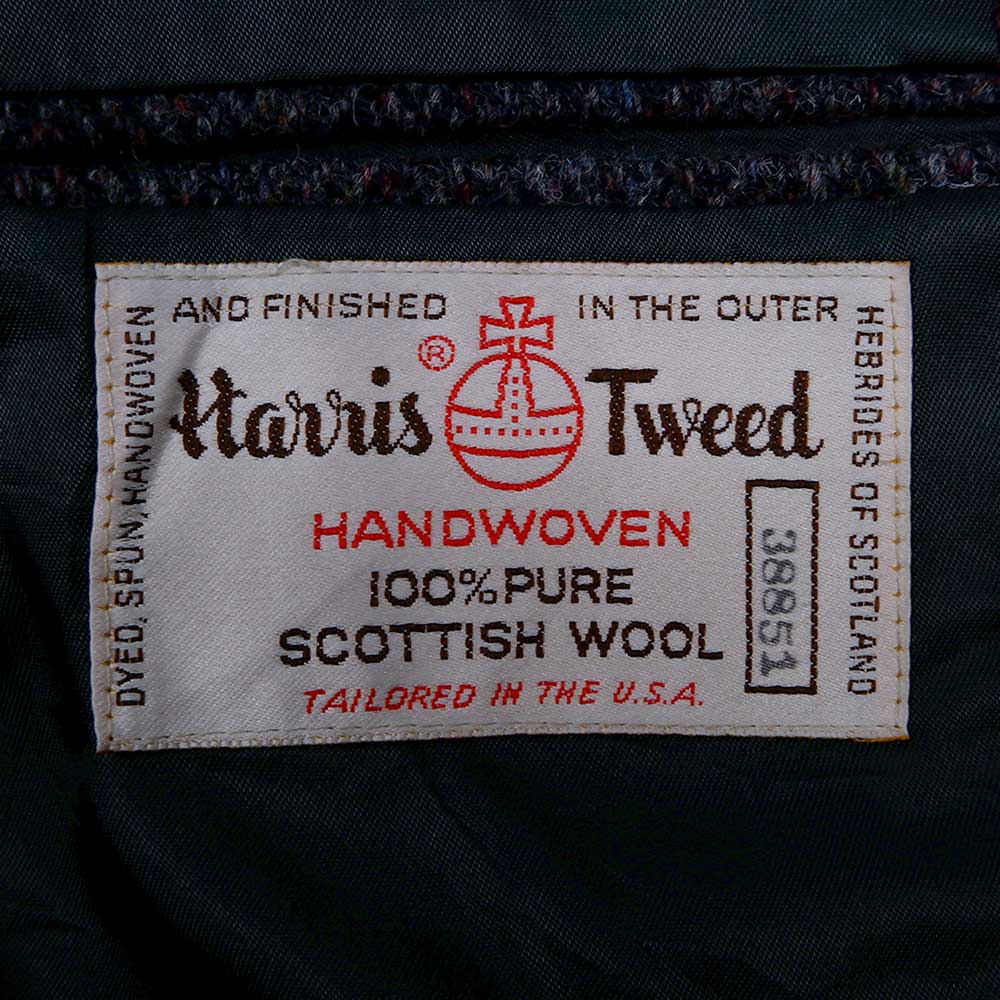 DYED, SPUN, HANDWOVEN
AND FINISHED
IN THE OUTER
HEBRIDES OF SCOTLAND
Harris Tweed
®
HANDWOVEN
100% PURE
SCOTTISH WOOL
TAILORED IN THE U.S.A.
38851